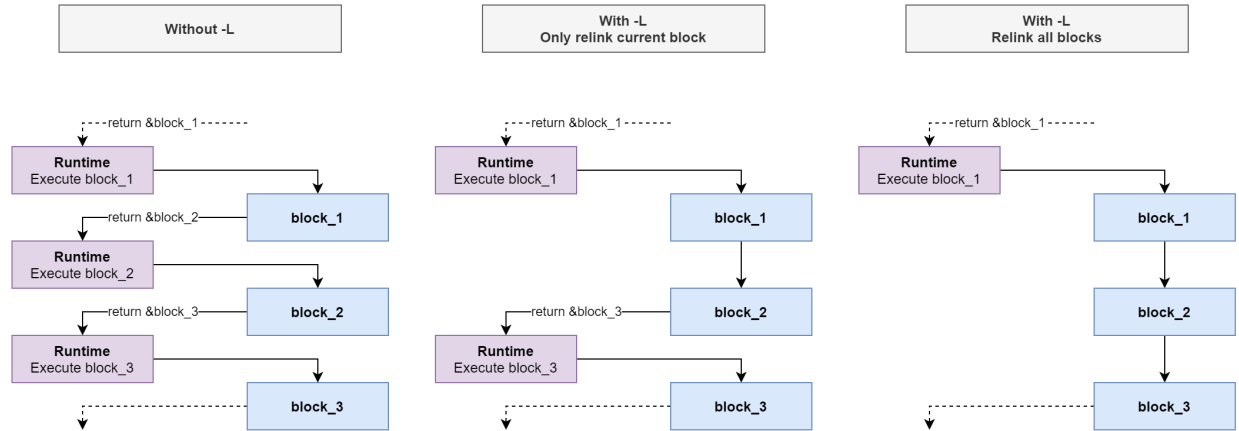 Without -L
return &block_1
Runtime
Execute block_1
block_1
return &block_2
Runtime
Execute block_2
block_2
return &block_3
Runtime
Execute block_3
block_3
With -L
Only relink current block
return &block_1
Runtime
Execute block_1
block_1
block_2
return &block_3
Runtime
Execute block_3
block_3
With -L
Relink all blocks
return &block_1
Runtime
Execute block_1
block_1
block_2
block_3